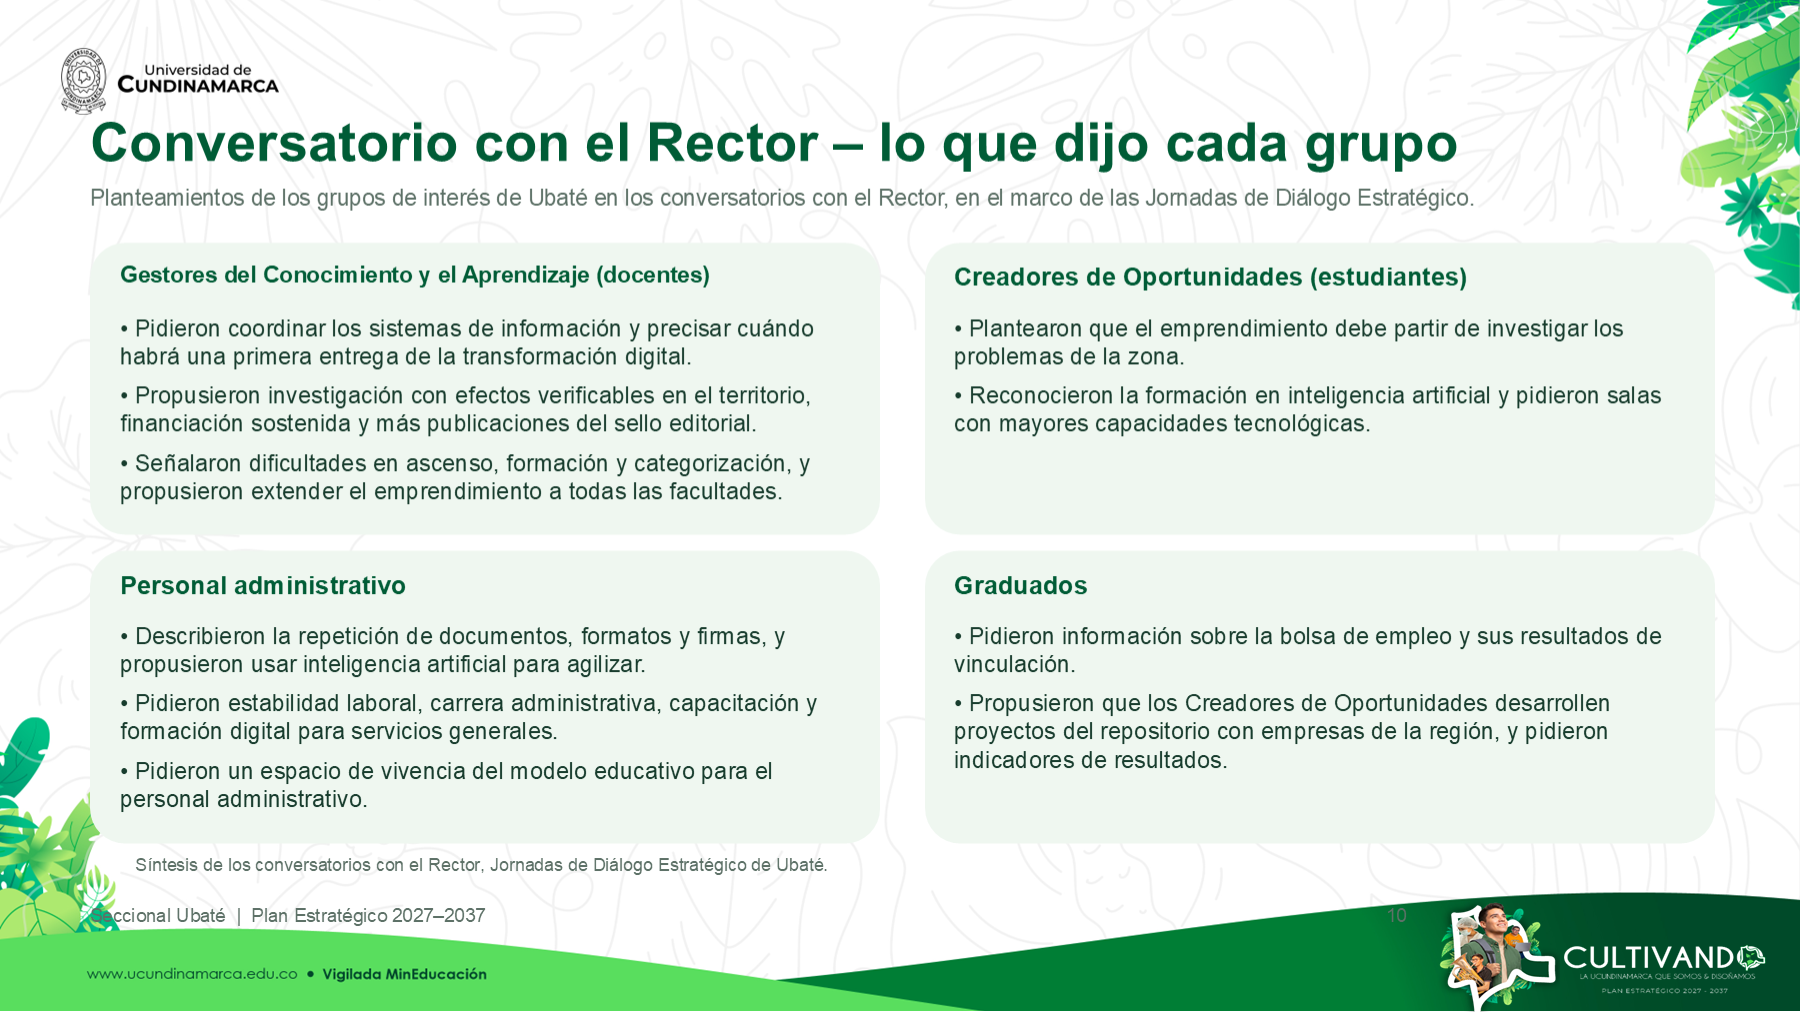 Universidad de
CUNDINAMARCA
Conversatorio con el Rector – lo que dijo cada grupo
Planteamientos de los grupos de interés de Ubaté en los conversatorios con el Rector, en el marco de las Jornadas de Diálogo Estratégico.
Gestores del Conocimiento y el Aprendizaje (docentes)
• Pidieron coordinar los sistemas de información y precisar cuándo
habrá una primera entrega de la transformación digital.
• Propusieron investigación con efectos verificables en el territorio,
financiación sostenida y más publicaciones del sello editorial.
• Señalaron dificultades en ascenso, formación y categorización, y
propusieron extender el emprendimiento a todas las facultades.
Creadores de Oportunidades (estudiantes)
• Plantearon que el emprendimiento debe partir de investigar los
problemas de la zona.
• Reconocieron la formación en inteligencia artificial y pidieron salas
con mayores capacidades tecnológicas.
Personal administrativo
• Describieron la repetición de documentos, formatos y firmas, y
propusieron usar inteligencia artificial para agilizar.
• Pidieron estabilidad laboral, carrera administrativa, capacitación y
formación digital para servicios generales.
• Pidieron un espacio de vivencia del modelo educativo para el
personal administrativo.
Graduados
• Pidieron información sobre la bolsa de empleo y sus resultados de
vinculación.
• Propusieron que los Creadores de Oportunidades desarrollen
proyectos del repositorio con empresas de la región, y pidieron
indicadores de resultados.
Síntesis de los conversatorios con el Rector, Jornadas de Diálogo Estratégico de Ubaté.
Seccional Ubaté | Plan Estratégico 2027–2037
10
www.ucundinamarca.edu.co • Vigilada MinEducación
CULTIVANDO
LA UCUNDINAMARCA QUE SOMOS & DISOÑAMOS
PLAN ESTRATÉGICO 2027 - 2037